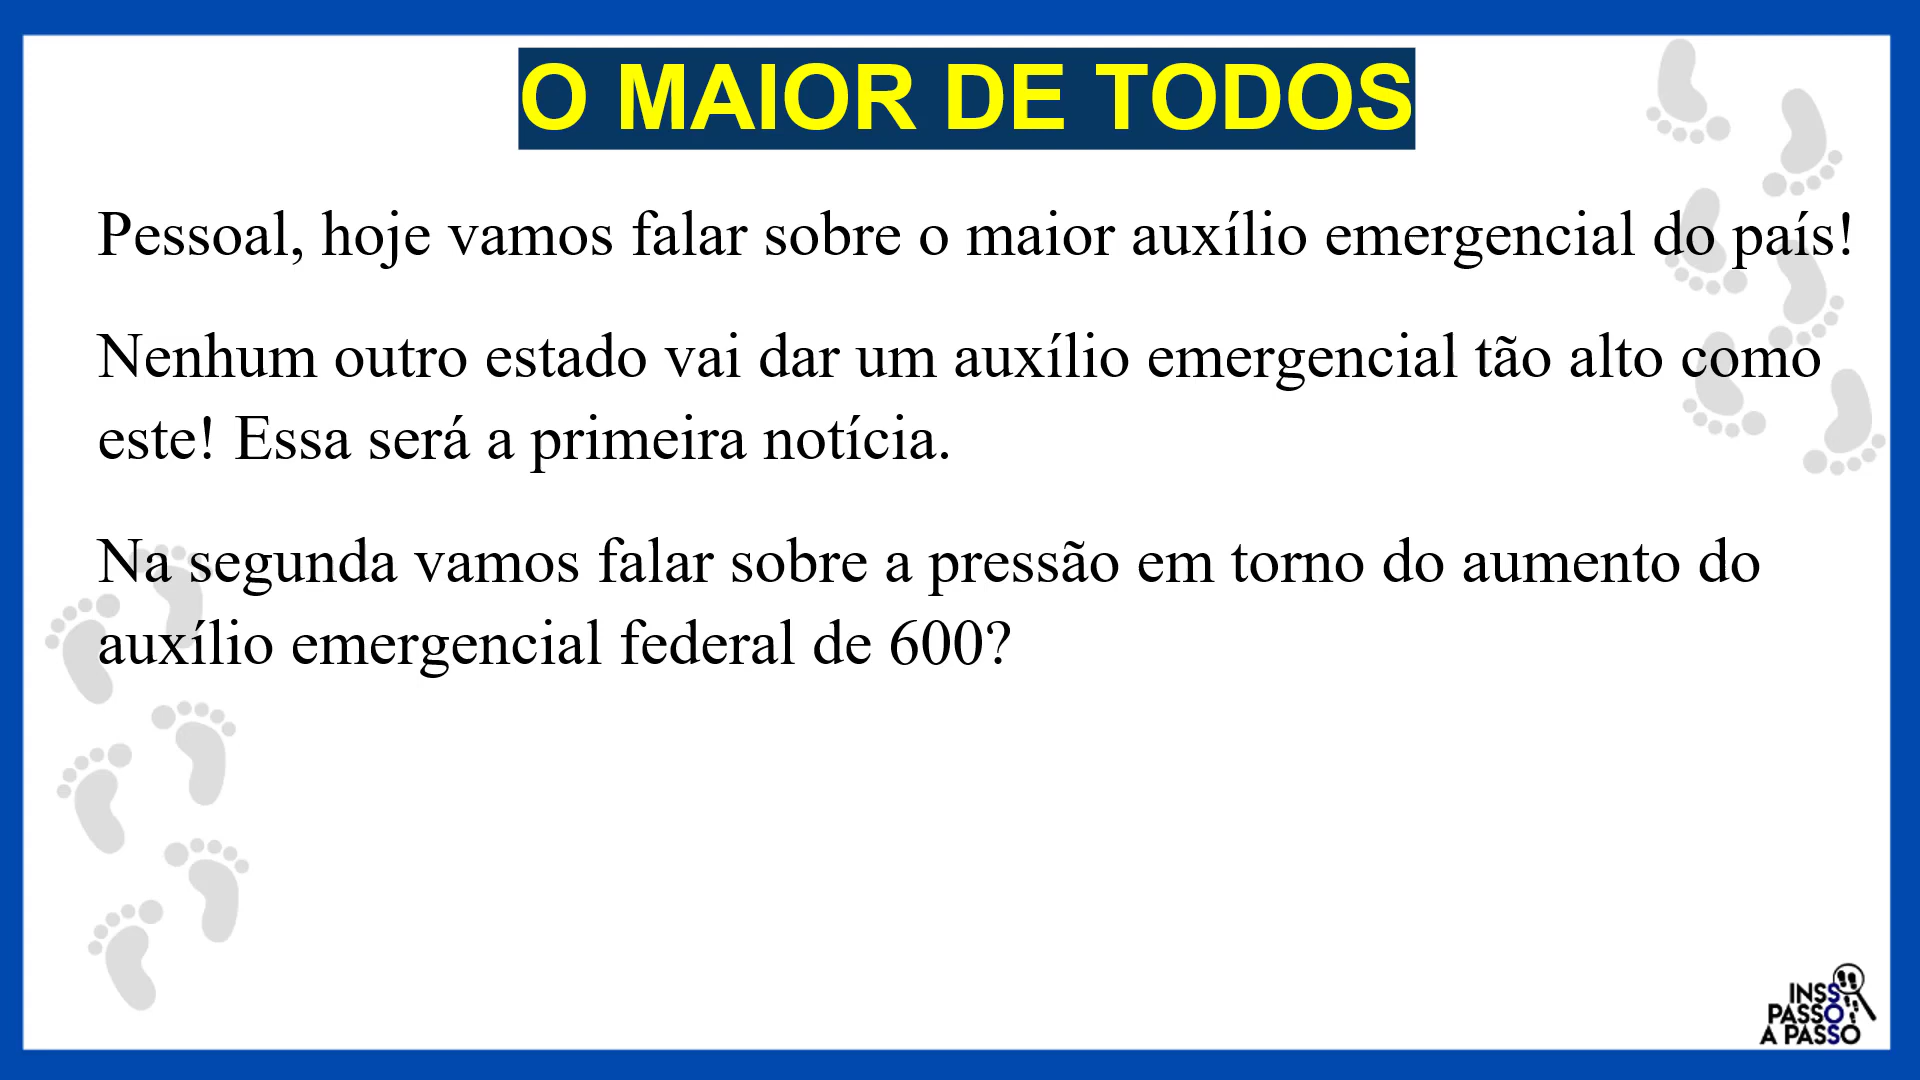 O MAIOR DE TODOS
Pessoal, hoje vamos falar sobre o maior auxílio emergencial do país!
Nenhum outro estado vai dar um auxílio emergencial tão alto como
este! Essa será a primeira notícia.
Na segunda vamos falar sobre a pressão em torno do aumento do
auxílio emergencial federal de 600?
INSS
PASSO
A PASSO